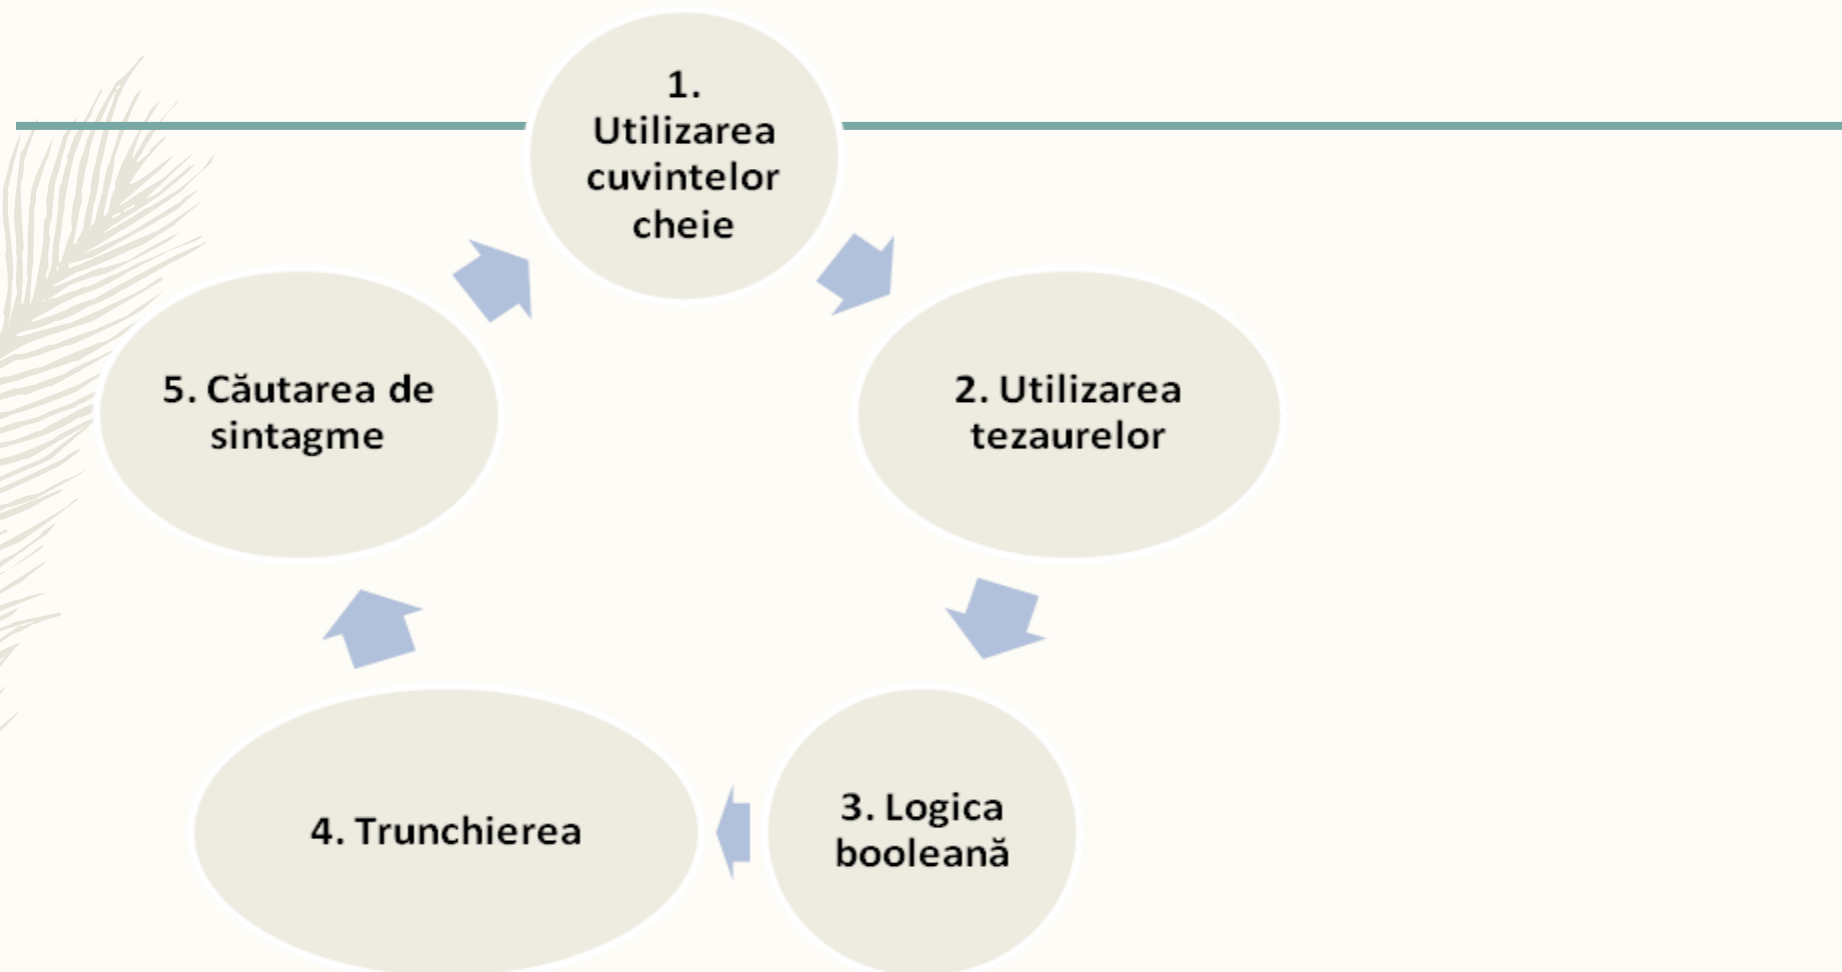 1.
Utilizarea
cuvintelor
cheie
2. Utilizarea
tezaurelor
3. Logica
booleană
4. Trunchierea
5. Căutarea de
sintagme